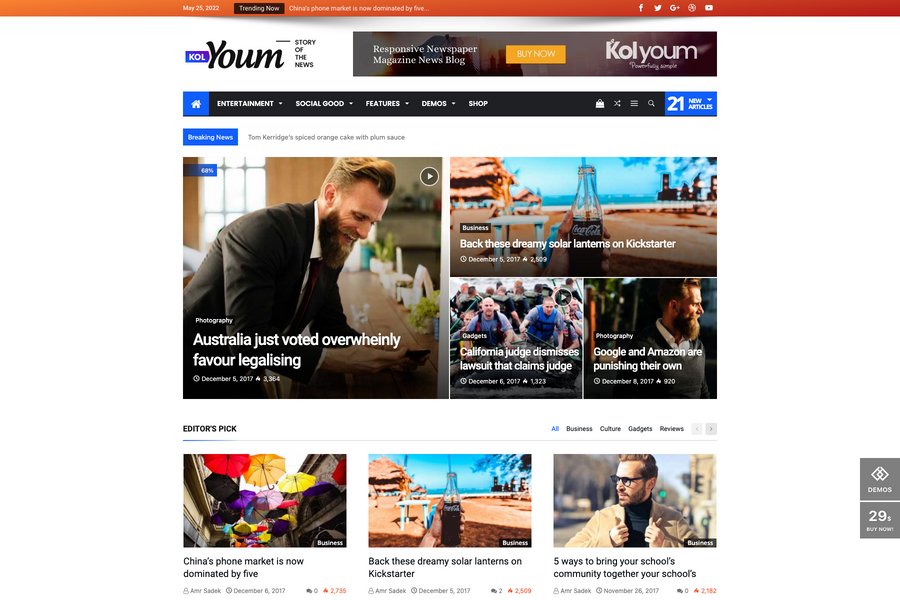 May 25, 2022
Trending Now
China's phone market is now dominated by five...
KOL Youm
STORY
OF
THE
NEWS
Responsive Newspaper
Magazine News Blog
BUY NOW
Kolyoum
Powerfully simple
ENTERTAINMENT
SOCIAL GOOD
FEATURES
DEMOS
SHOP
21 NEW
ARTICLES
Breaking News
Tom Kerridge's spiced orange cake with plum sauce
68%
Photography
Australia just voted overwheinly
favour legalising
December 5, 2017 3,364
Coca-Cola
Business
Back these dreamy solar lanterns on Kickstarter
December 5, 2017 2,509
Gadgets
California judge dismisses
lawsuit that claims judge
December 6, 2017 1,323
Photography
Google and Amazon are
punishing their own
December 8, 2017 920
EDITOR'S PICK
All
Business
Culture
Gadgets
Reviews
Business
China's phone market is now
dominated by five
Amr Sadek December 6, 2017 0 2,735
Coca-Cola
Business
Back these dreamy solar lanterns on
Kickstarter
Amr Sadek December 5, 2017 2 2,509
Business
5 ways to bring your school's
community together your school's
Amr Sadek November 26, 2017 0 2,182
DEMOS
29$
BUY NOW!